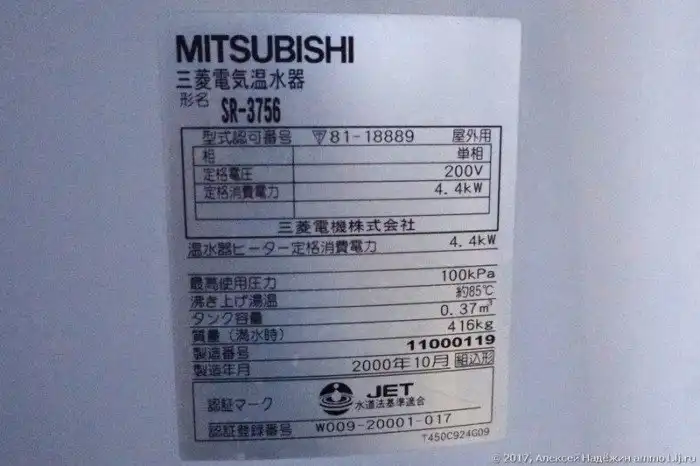 MITSUBISHI
三菱電気温水器
形名 SR-3756
型式認可番号 ▽81-18889 屋外用
相 単相
定格電圧 200V
定格消費電力 4.4kW
三菱電機株式会社
温水器ヒーター定格消費電力 4.4kW
最高使用圧力 100kPa
沸き上げ湯温 約85℃
タンク容量 0.37m³
質量（満水時） 416kg
製造番号 11000119
製造年月 2000年10月 組込形
認証マーク JET 水道法基準適合
認証登録番号 W009-20001-017
T450C924G09
© 2017, Алексей Надёжин ammo1.lj.ru